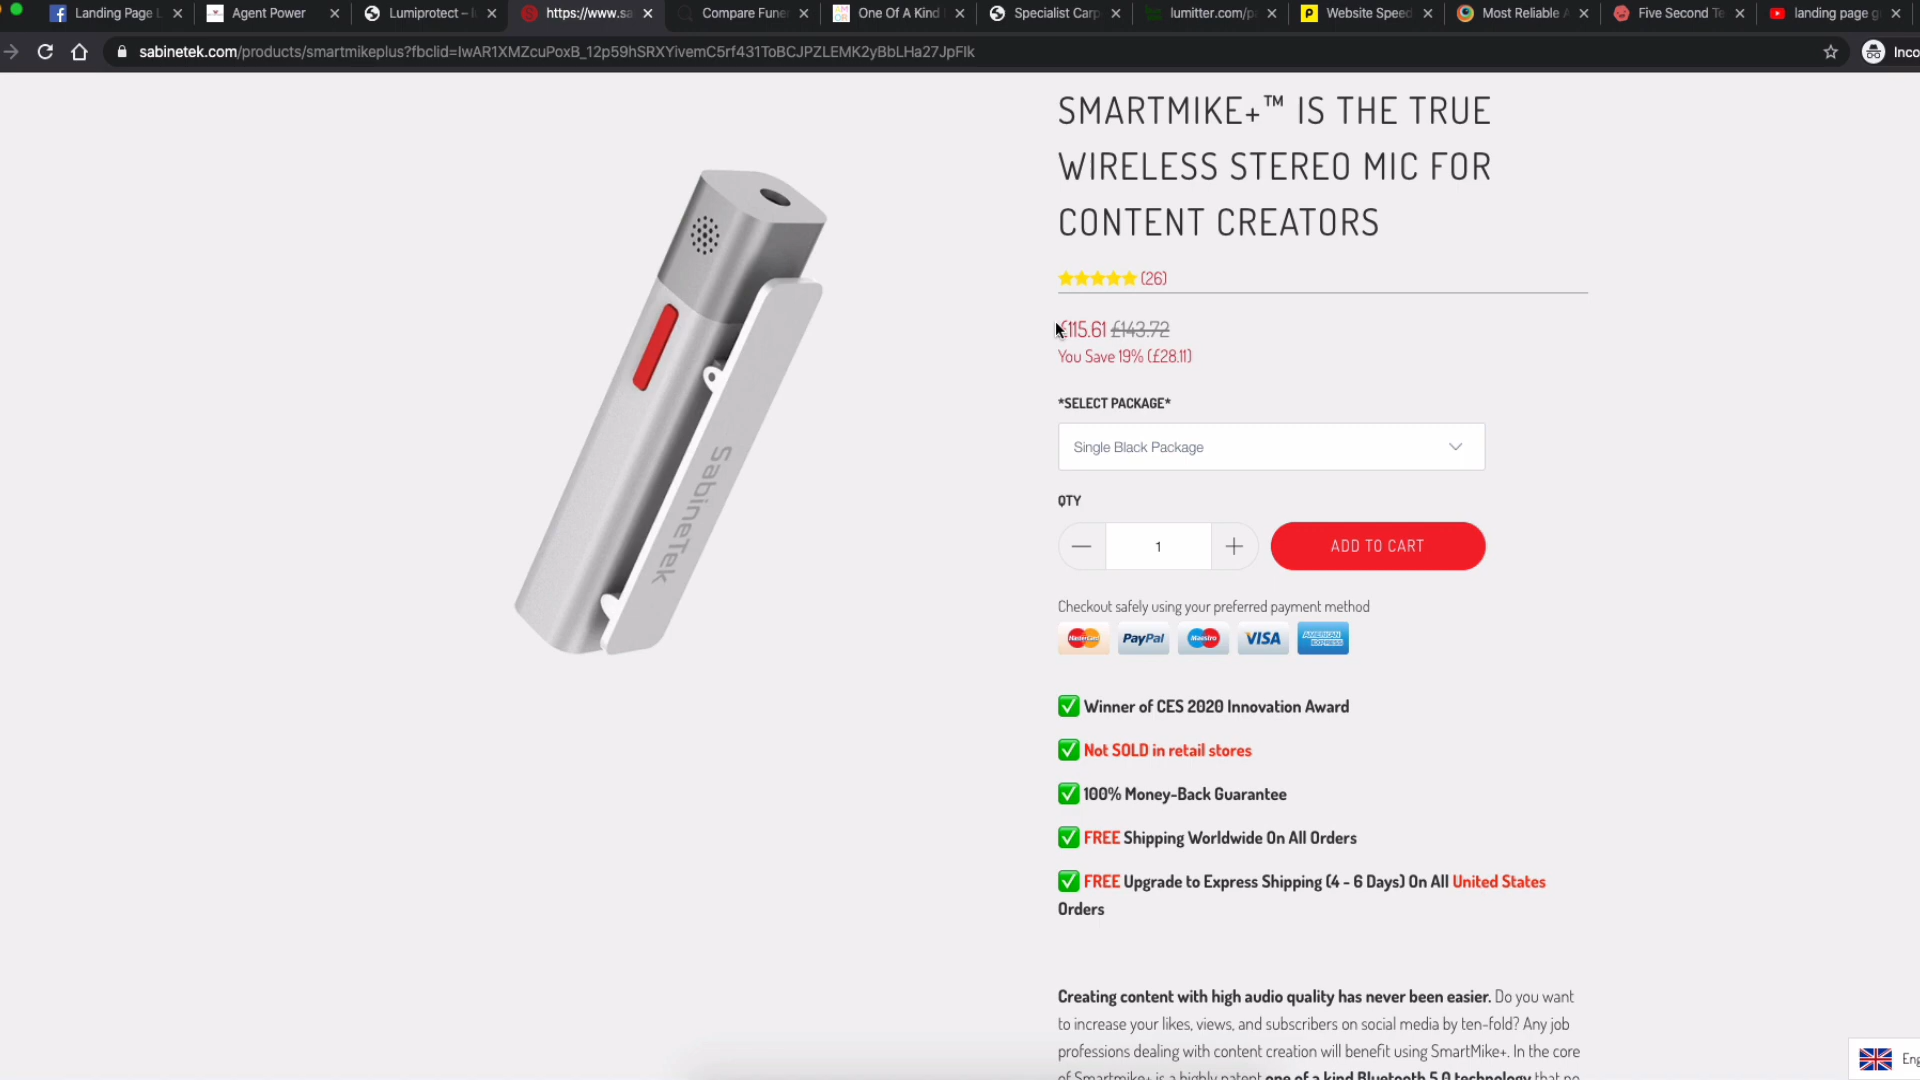 Landing Page
Agent Power
Lumiprotect –
https://www.sa
Compare Fune
One Of A Kind
Specialist Carp
lumitter.com/p
Website Speed
Most Reliable
Five Second Te
landing page g
sabinetek.com/products/smartmikeplus?fbclid=IwAR1XMZcuPoxB_12p59hSRXYivemC5rf431ToBCJPZLEMK2yBbLHa27JpFlk
Inco
SMARTMIKE+™ IS THE TRUE
WIRELESS STEREO MIC FOR
CONTENT CREATORS
(26)
£115.61 £143.72
You Save 19% (£28.11)
*SELECT PACKAGE*
Single Black Package
QTY
1
ADD TO CART
Checkout safely using your preferred payment method
MasterCard PayPal Maestro VISA AMERICAN EXPRESS
✅ Winner of CES 2020 Innovation Award
✅ Not SOLD in retail stores
✅ 100% Money-Back Guarantee
✅ FREE Shipping Worldwide On All Orders
✅ FREE Upgrade to Express Shipping (4 - 6 Days) On All United States
Orders
Creating content with high audio quality has never been easier. Do you want
to increase your likes, views, and subscribers on social media by ten-fold? Any job
professions dealing with content creation will benefit using SmartMike+. In the core
of Smartmike+ is a highly patent one of a kind Bluetooth 5.0 technology that no
SabineTek
Eng